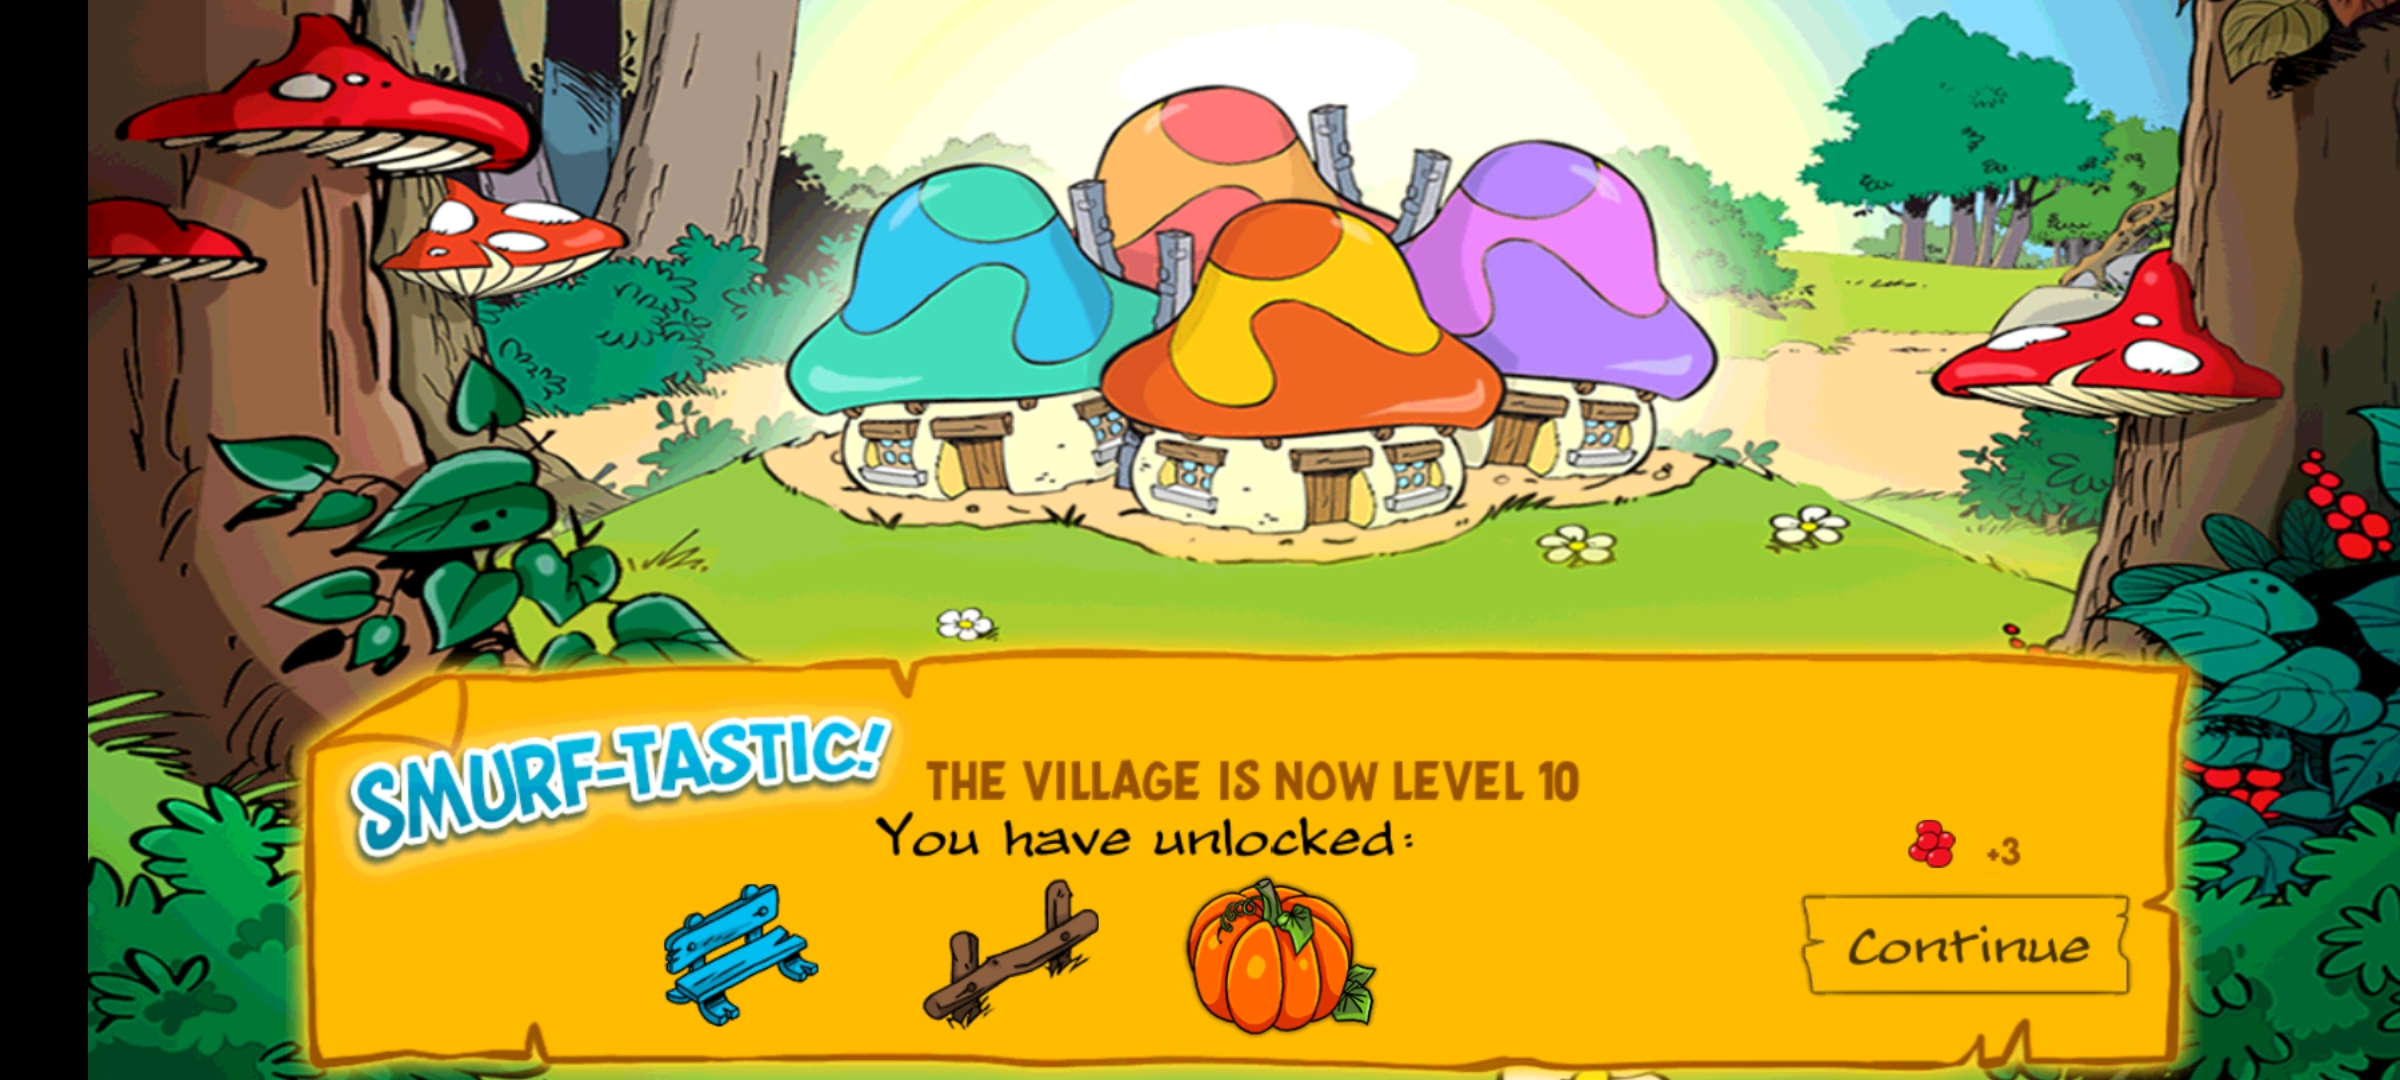 SMURF-TASTIC!
THE VILLAGE IS NOW LEVEL 10
You have unlocked:
+3
Continue